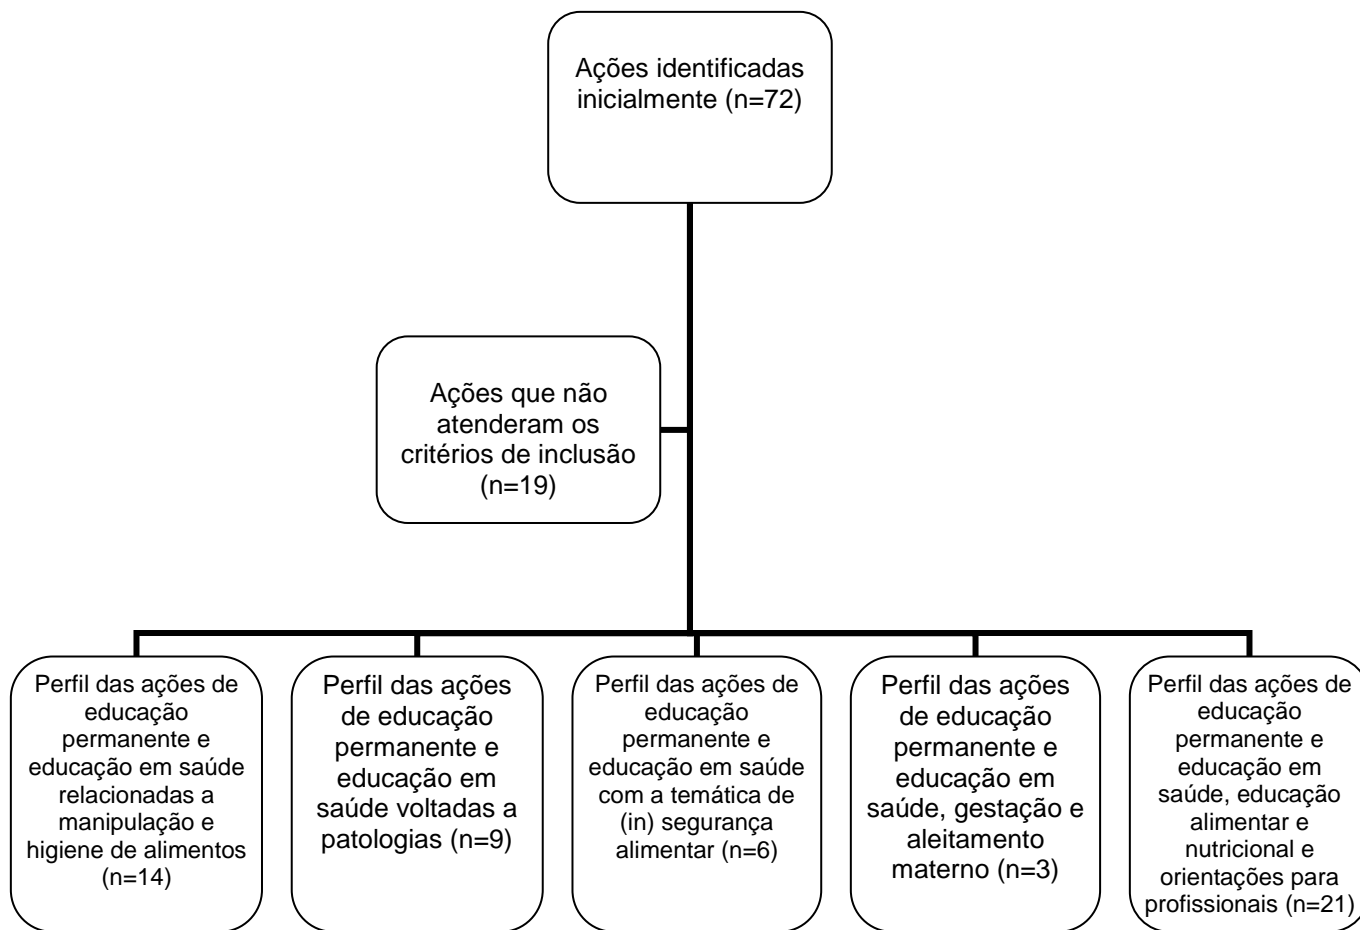 Ações identificadas
inicialmente (n=72)
Ações que não
atenderam os
critérios de inclusão
(n=19)
Perfil das ações de
educação
permanente e
educação em saúde
relacionadas a
manipulação e
higiene de alimentos
(n=14)
Perfil das ações
de educação
permanente e
educação em
saúde voltadas a
patologias (n=9)
Perfil das ações de
educação
permanente e
educação em saúde
com a temática de
(in) segurança
alimentar (n=6)
Perfil das ações
de educação
permanente e
educação em
saúde, gestação e
aleitamento
materno (n=3)
Perfil das ações de
educação
permanente e
educação em
saúde, educação
alimentar e
nutricional e
orientações para
profissionais (n=21)